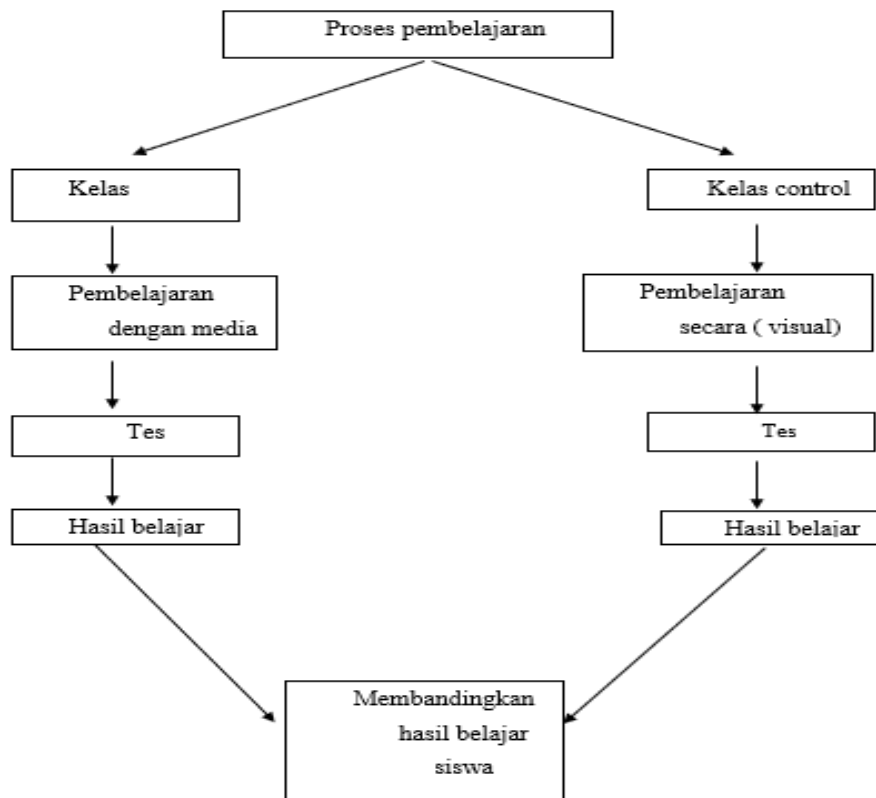 Proses pembelajaran
Kelas
Kelas control
Pembelajaran
dengan media
Pembelajaran
secara ( visual)
Tes
Tes
Hasil belajar
Hasil belajar
Membandingkan
hasil belajar
siswa